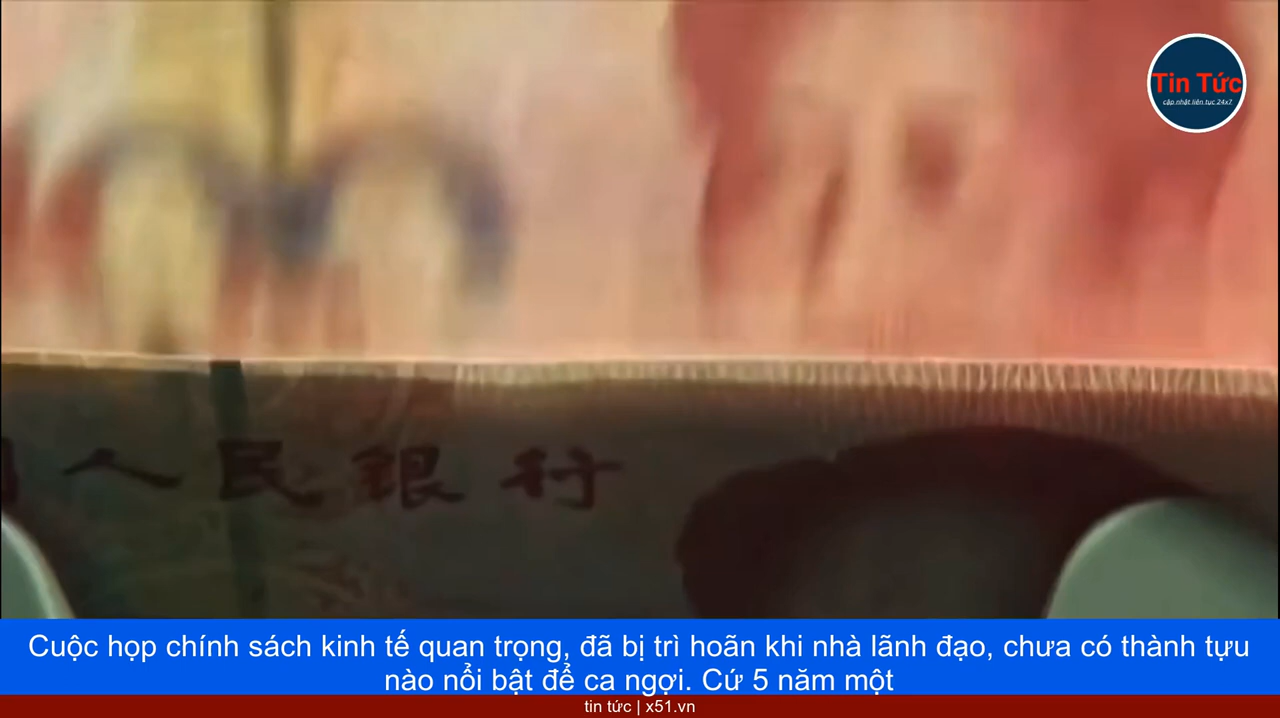 Tin Tức
cập nhật liên tục 24x7
人民銀行
Cuộc họp chính sách kinh tế quan trọng, đã bị trì hoãn khi nhà lãnh đạo, chưa có thành tựu
nào nổi bật để ca ngợi. Cứ 5 năm một
tin tức | x51.vn